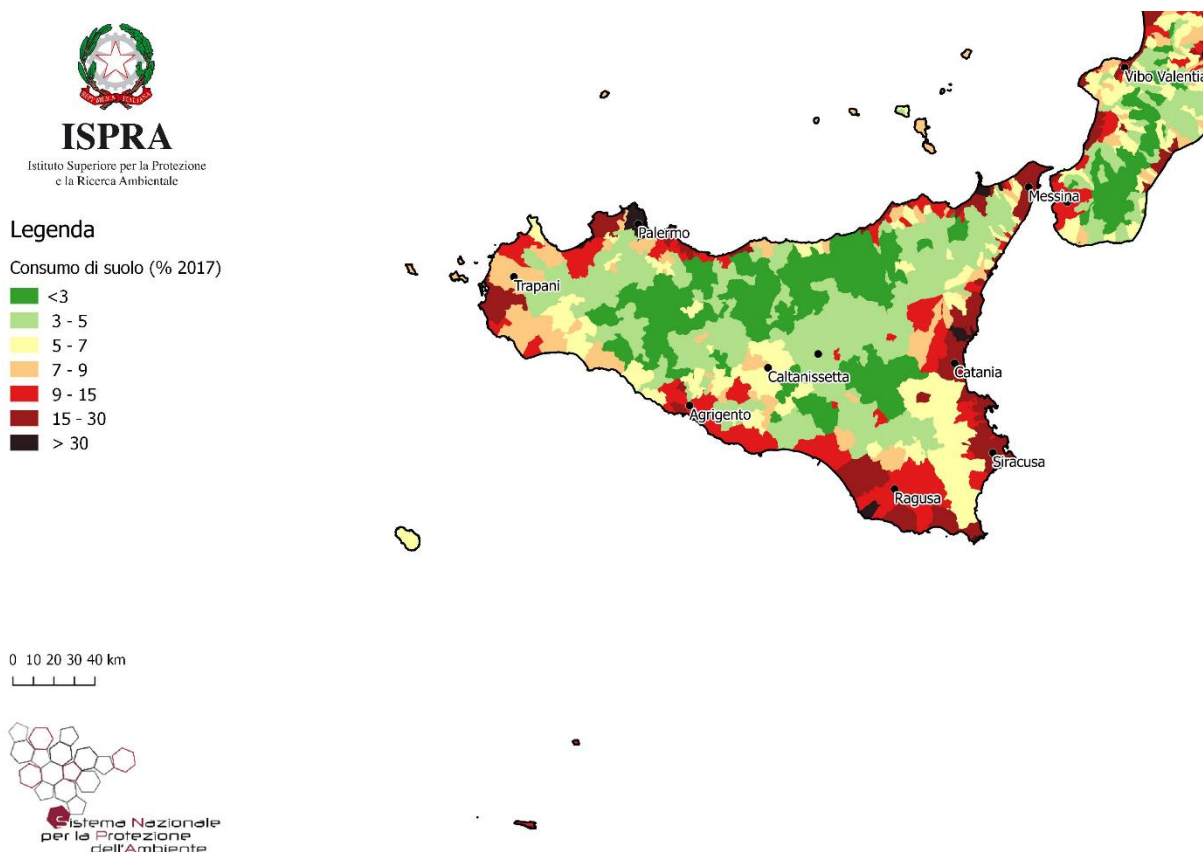 REPVBBLICA ITALIANA
ISPRA
Istituto Superiore per la Protezione
e la Ricerca Ambientale
Legenda
Consumo di suolo (% 2017)
<3
3 - 5
5 - 7
7 - 9
9 - 15
15 - 30
> 30
Vibo Valentia
Messina
Palermo
Trapani
Catania
Caltanissetta
Agrigento
Siracusa
Ragusa
0 10 20 30 40 km
Sistema Nazionale
per la Protezione
dell'Ambiente